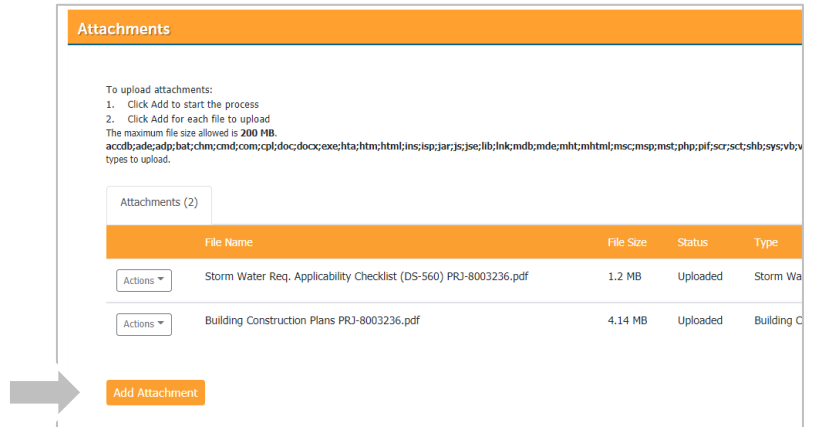 Attachments
To upload attachments:
1. Click Add to start the process
2. Click Add for each file to upload
The maximum file size allowed is 200 MB.
accdb;ade;adp;bat;chm;cmd;com;cpl;doc;docx;exe;hta;htm;html;ins;isp;jar;js;jse;lib;lnk;mdb;mde;mht;mhtml;msc;msp;mst;php;pif;scr;sct;shb;sys;vb;v
types to upload.
Attachments (2)
File Name File Size Status Type
Actions Storm Water Req. Applicability Checklist (DS-560) PRJ-8003236.pdf 1.2 MB Uploaded Storm Wa
Actions Building Construction Plans PRJ-8003236.pdf 4.14 MB Uploaded Building C
Add Attachment